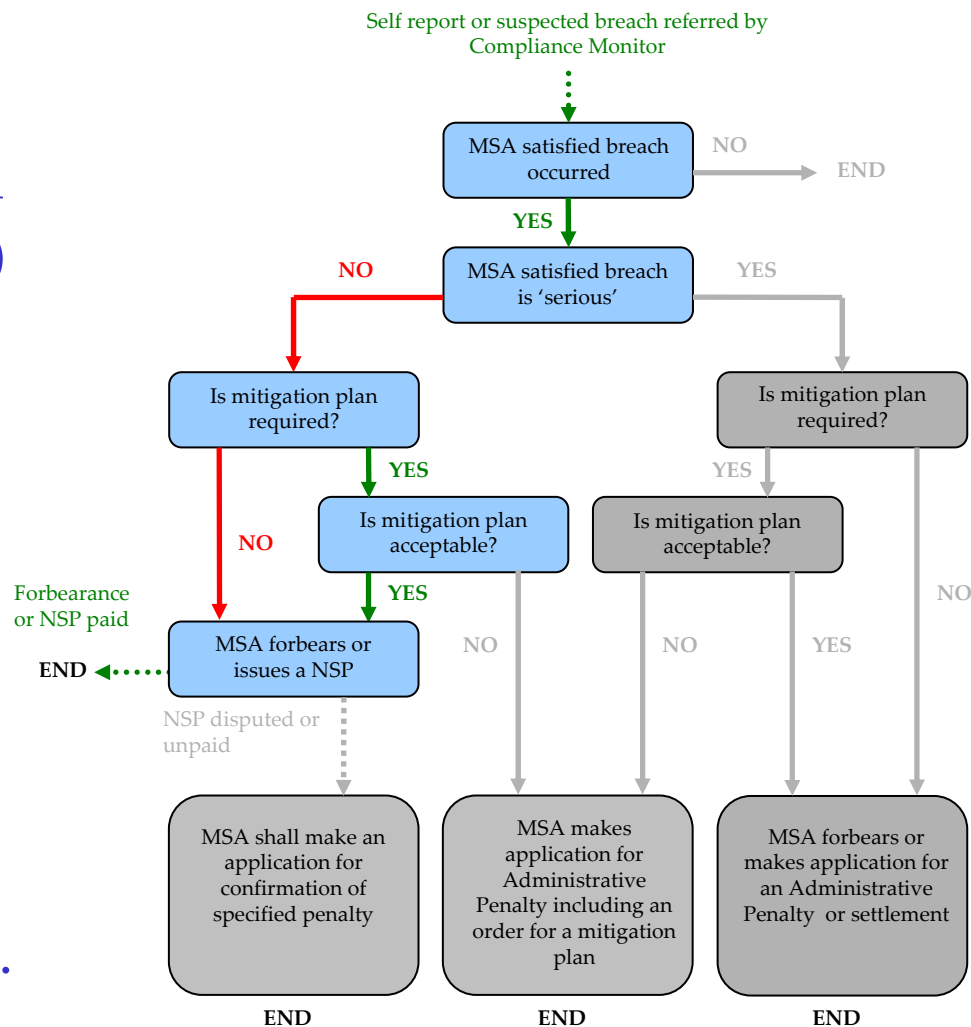 Self report or suspected breach referred by
Compliance Monitor
MSA satisfied breach
occurred
NO
END
YES
MSA satisfied breach
is ‘serious’
NO
YES
Is mitigation plan
required?
Is mitigation plan
required?
YES
YES
Is mitigation plan
acceptable?
Is mitigation plan
acceptable?
NO
Forbearance
or NSP paid
YES
NO
MSA forbears or
issues a NSP
NO
NO
YES
END
NSP disputed or
unpaid
MSA shall make an
application for
confirmation of
specified penalty
MSA makes
application for
Administrative
Penalty including an
order for a mitigation
plan
MSA forbears or
makes application for
an Administrative
Penalty or settlement
END
END
END